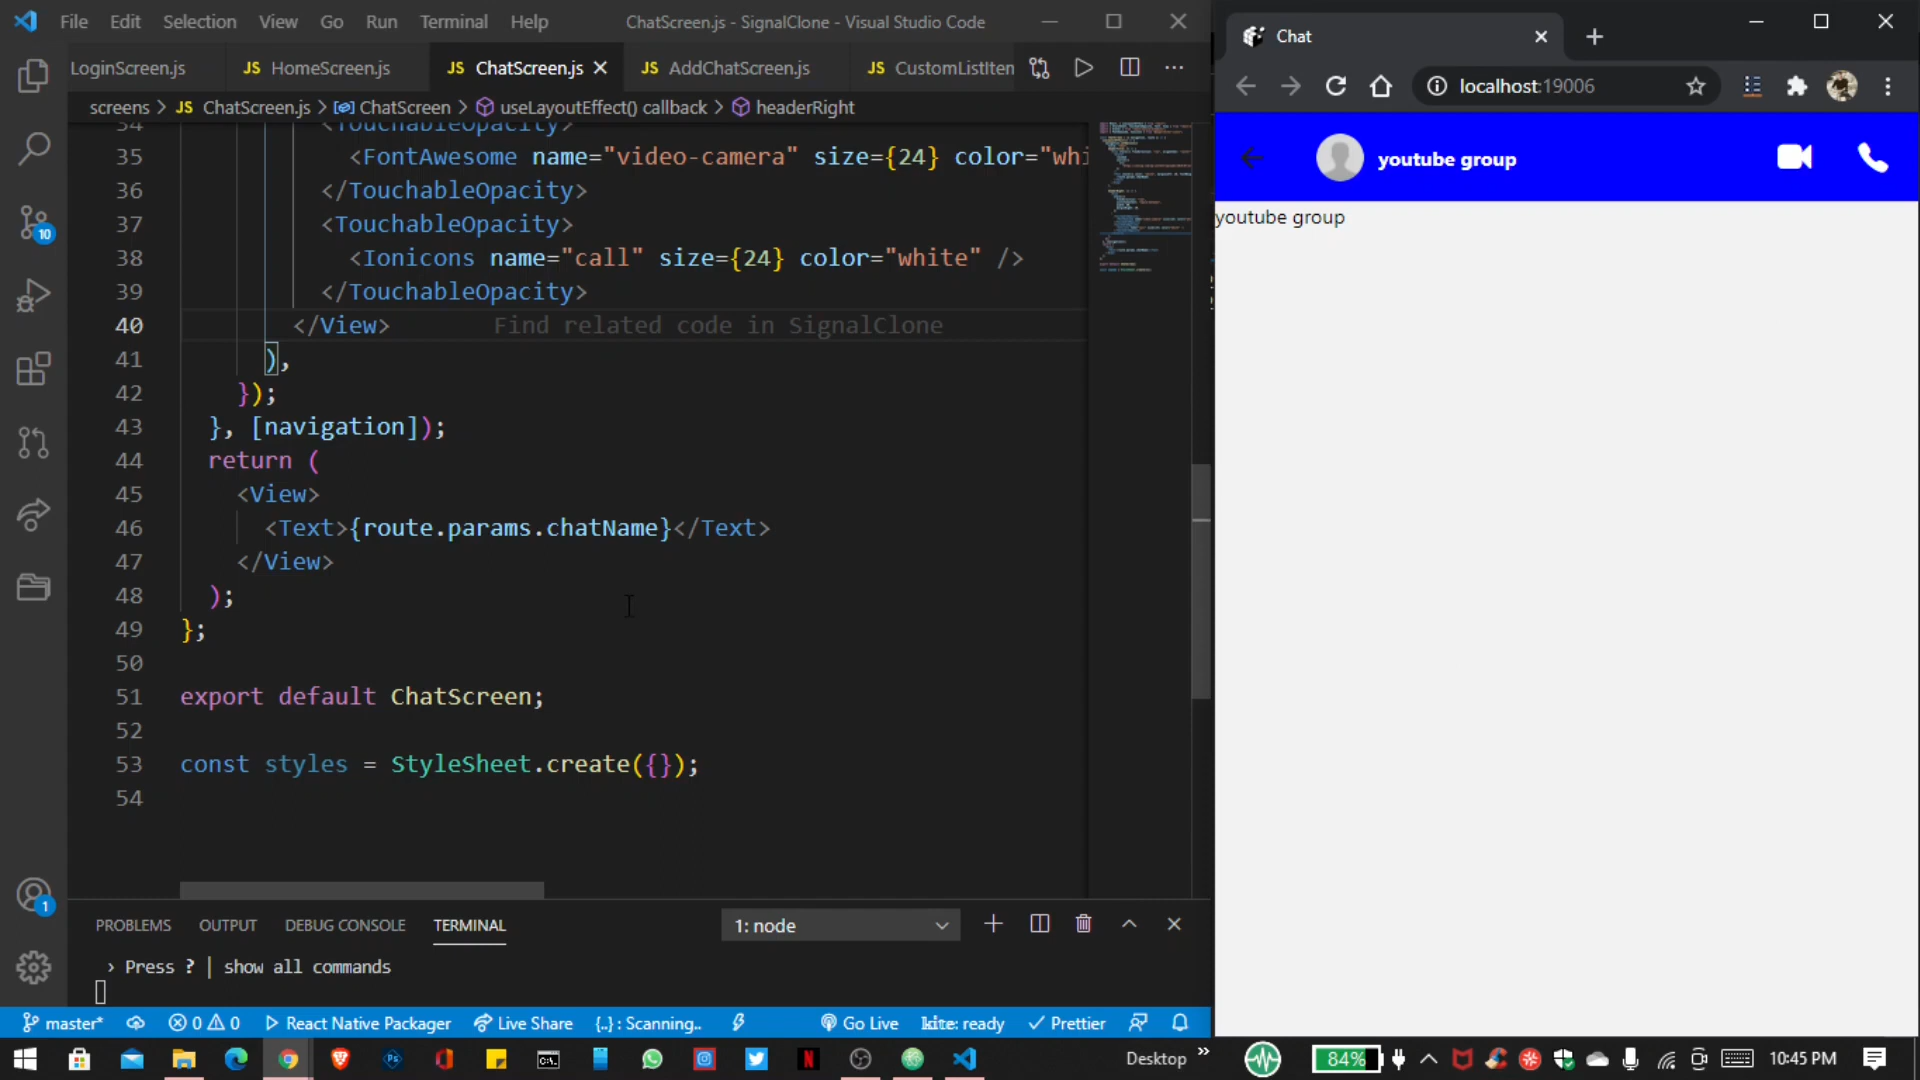 File Edit Selection View Go Run Terminal Help ChatScreen.js - SignalClone - Visual Studio Code
LoginScreen.js JS HomeScreen.js JS ChatScreen.js JS AddChatScreen.js JS CustomListIten
screens > JS ChatScreen.js > ChatScreen > useLayoutEffect() callback > headerRight
34 <TouchableOpacity>
35 <FontAwesome name="video-camera" size={24} color="whi
36 </TouchableOpacity>
37 <TouchableOpacity>
38 <Ionicons name="call" size={24} color="white" />
39 </TouchableOpacity>
40 </View> Find related code in SignalClone
41 ),
42 });
43 }, [navigation]);
44 return (
45 <View>
46 <Text>{route.params.chatName}</Text>
47 </View>
48 );
49 };
50
51 export default ChatScreen;
52
53 const styles = StyleSheet.create({});
54
PROBLEMS OUTPUT DEBUG CONSOLE TERMINAL 1: node
› Press ? | show all commands
10
1
master* 0 0 React Native Packager Live Share {..} : Scanning.. Go Live kite: ready Prettier
Chat
localhost:19006
youtube group
youtube group
Desktop » 84% 10:45 PM